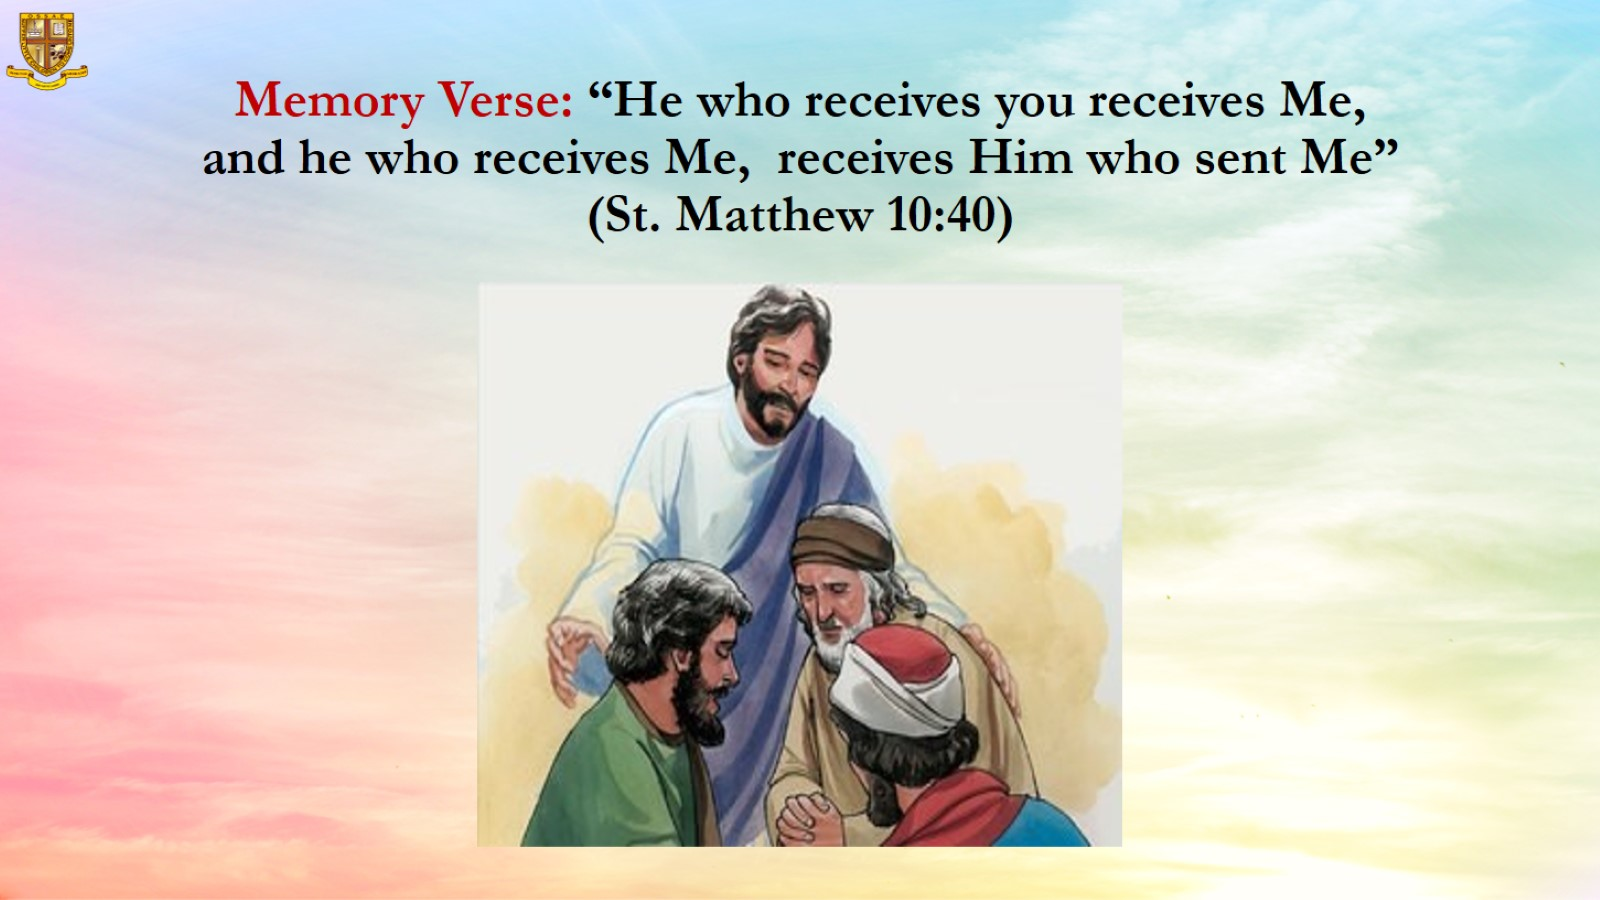 OSSAE
Memory Verse: “He who receives you receives Me,
and he who receives Me,  receives Him who sent Me”
(St. Matthew 10:40)